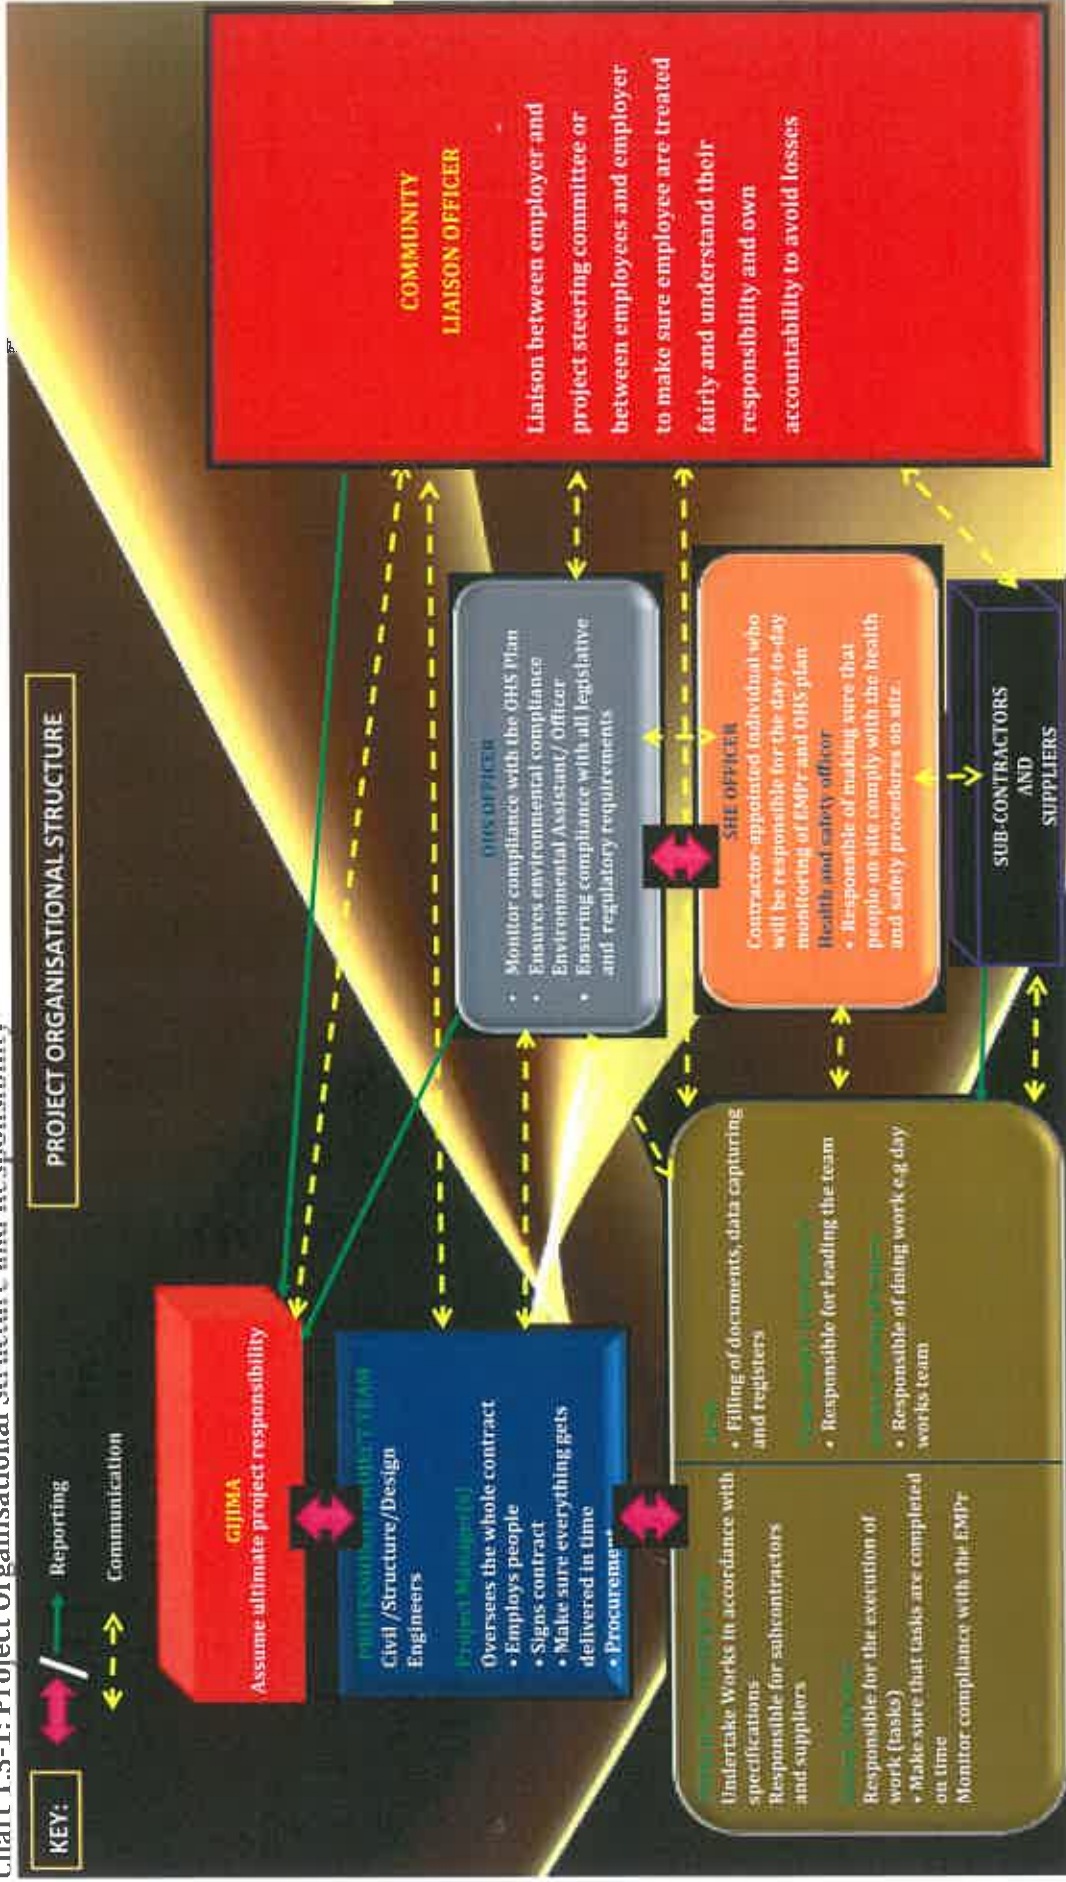 Chart 1.3-1: Project Organisational Structure and Responsibility
KEY:
Reporting
Communication
PROJECT ORGANISATIONAL STRUCTURE
GIJIMA
Assume ultimate project responsibility
PROFESSIONAL PROJECT TEAM
Civil /Structure/Design
Engineers
Project Manager(s)
Oversees the whole contract
• Employs people
• Signs contract
• Make sure everything gets
delivered in time
• Procurement
Undertake Works in accordance with
specifications
Responsible for subcontractors
and suppliers
Responsible for the execution of
work (tasks)
• Make sure that tasks are completed
on time
Monitor compliance with the EMPr
• Filling of documents, data capturing
and registers
• Responsible for leading the team
• Responsible of doing work e.g day
works team
OHS OFFICER
• Monitor compliance with the OHS Plan
• Ensures environmental compliance
Environmental Assistant/ Officer
• Ensuring compliance with all legislative
and regulatory requirements
SHE OFFICER
Contractor appointed individual who
will be responsible for the day-to-day
monitoring of EMPr and OHS plan
Health and safety officer
• Responsible of making sure that
people on site comply with the health
and safety procedures on site.
SUB-CONTRACTORS
AND
SUPPLIERS
COMMUNITY
LIAISON OFFICER
Liaison between employer and
project steering committee or
between employees and employer
to make sure employee are treated
fairly and understand their
responsibility and own
accountability to avoid losses